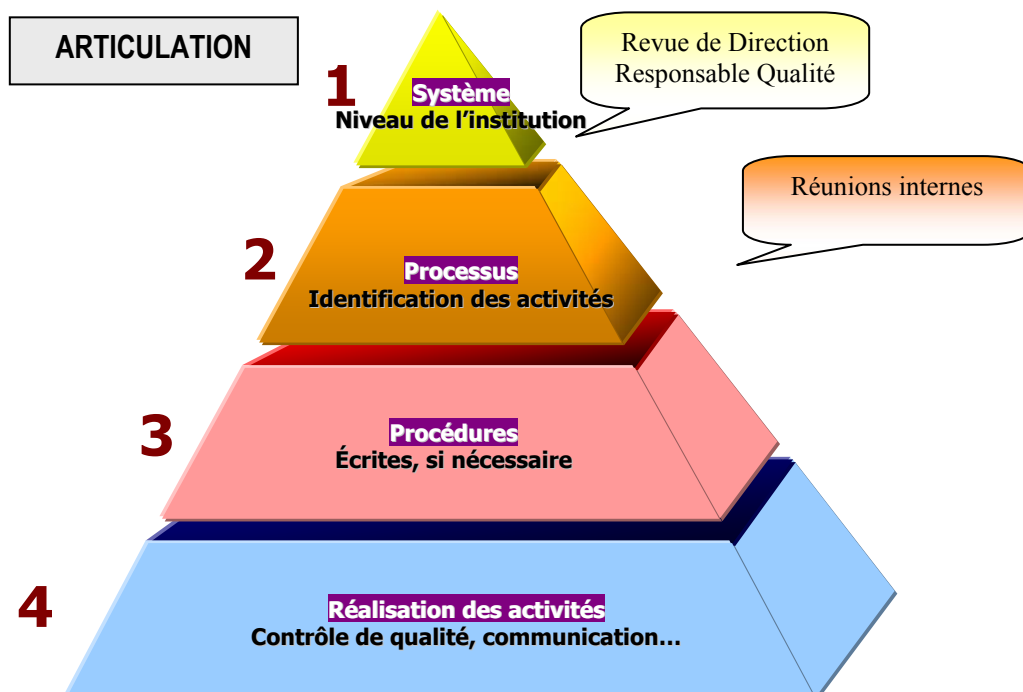 ARTICULATION
Revue de Direction
Responsable Qualité
1
Système
Niveau de l’institution
Réunions internes
2
Processus
Identification des activités
3
Procédures
Écrites, si nécessaire
4
Réalisation des activités
Contrôle de qualité, communication…